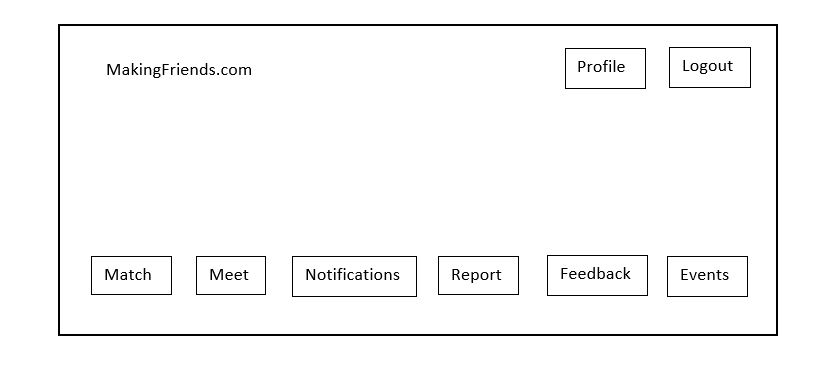 MakingFriends.com
Profile
Logout
Match
Meet
Notifications
Report
Feedback
Events